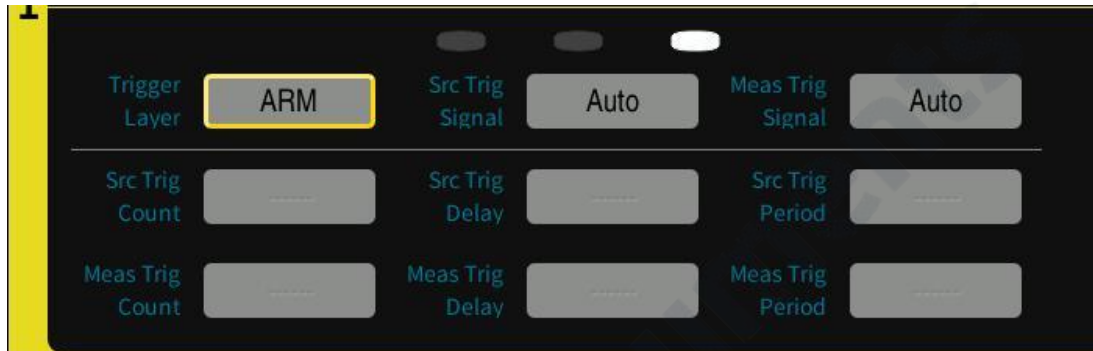 1
Trigger Layer ARM Src Trig Signal Auto Meas Trig Signal Auto
Src Trig Count ------ Src Trig Delay ------ Src Trig Period ------
Meas Trig Count ------ Meas Trig Delay ------ Meas Trig Period ------